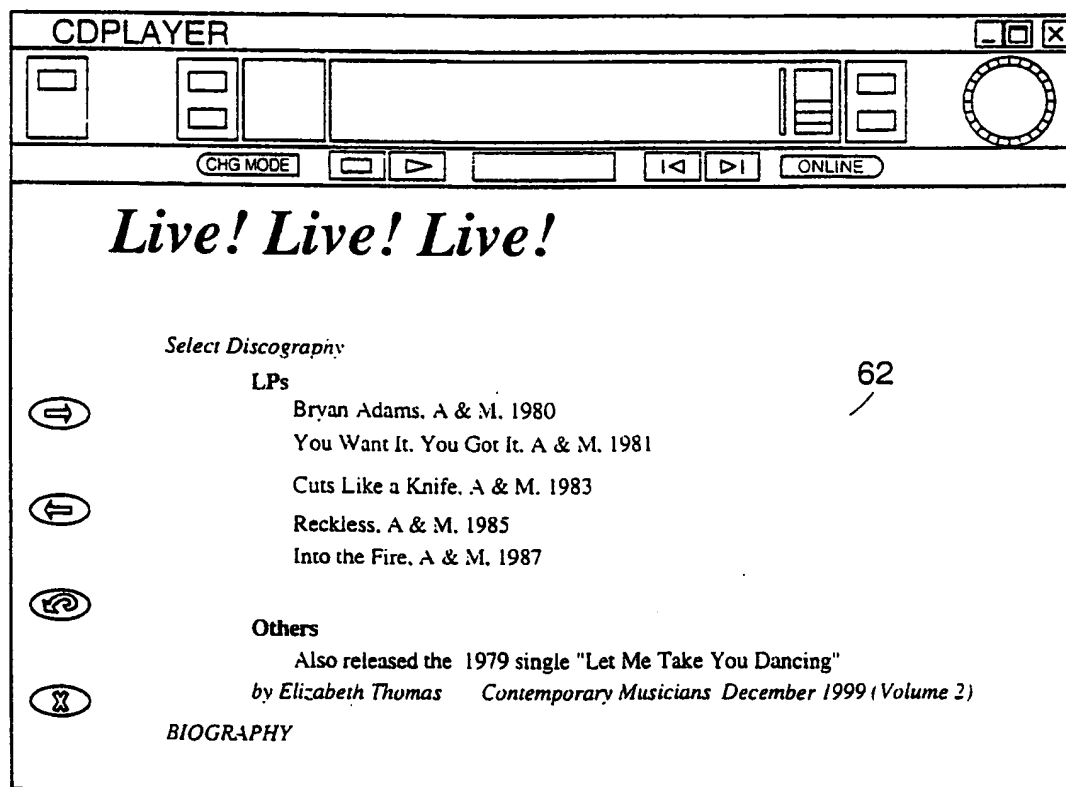 CDPLAYER
CHG MODE
ONLINE
Live! Live! Live!
Select Discography
62
LPs
Bryan Adams, A & M, 1980
You Want It, You Got It, A & M, 1981
Cuts Like a Knife, A & M, 1983
Reckless, A & M, 1985
Into the Fire, A & M, 1987
Others
Also released the 1979 single "Let Me Take You Dancing"
by Elizabeth Thomas Contemporary Musicians December 1999 (Volume 2)
BIOGRAPHY